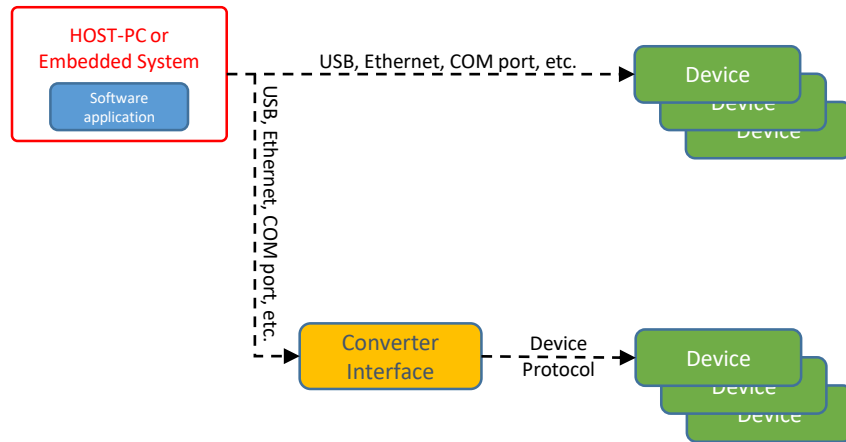 HOST-PC or
Embedded System
Software
application
USB, Ethernet, COM port, etc.
Device
Device
Device
USB, Ethernet, COM port, etc.
Converter
Interface
Device
Protocol
Device
Device
Device